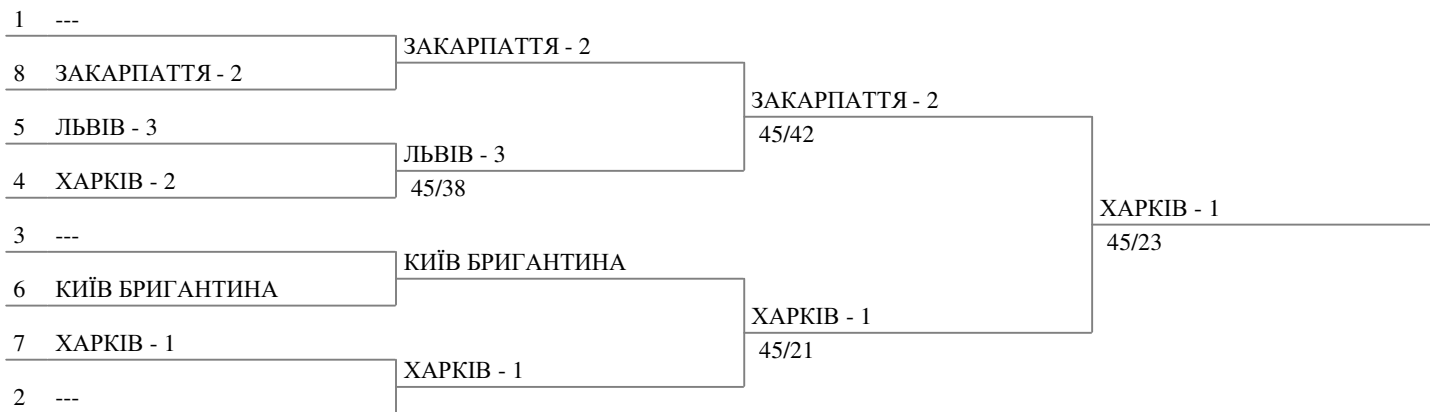 1 ---
ЗАКАРПАТТЯ - 2
8 ЗАКАРПАТТЯ - 2
ЗАКАРПАТТЯ - 2
5 ЛЬВІВ - 3
45/42
ЛЬВІВ - 3
4 ХАРКІВ - 2
45/38
ХАРКІВ - 1
3 ---
45/23
КИЇВ БРИГАНТИНА
6 КИЇВ БРИГАНТИНА
ХАРКІВ - 1
7 ХАРКІВ - 1
45/21
ХАРКІВ - 1
2 ---